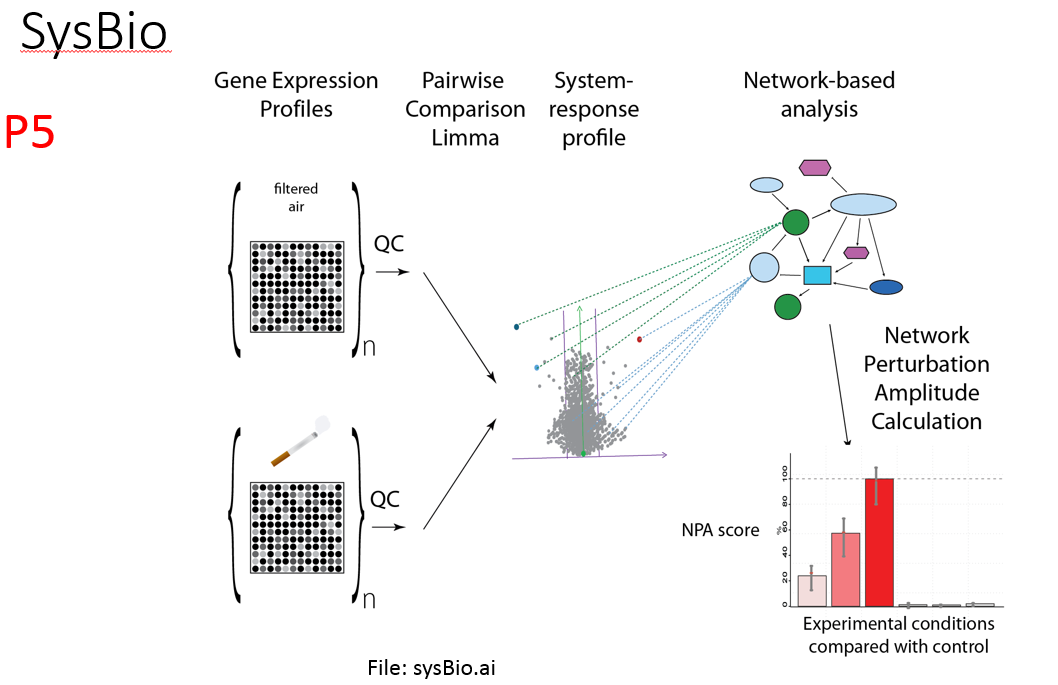 SysBio
P5
Gene Expression
Profiles
Pairwise
Comparison
Limma
System-
response
profile
Network-based
analysis
filtered
air
QC
n
QC
n
Network
Perturbation
Amplitude
Calculation
NPA score
%
100
80
60
40
20
0
Experimental conditions
compared with control
File: sysBio.ai